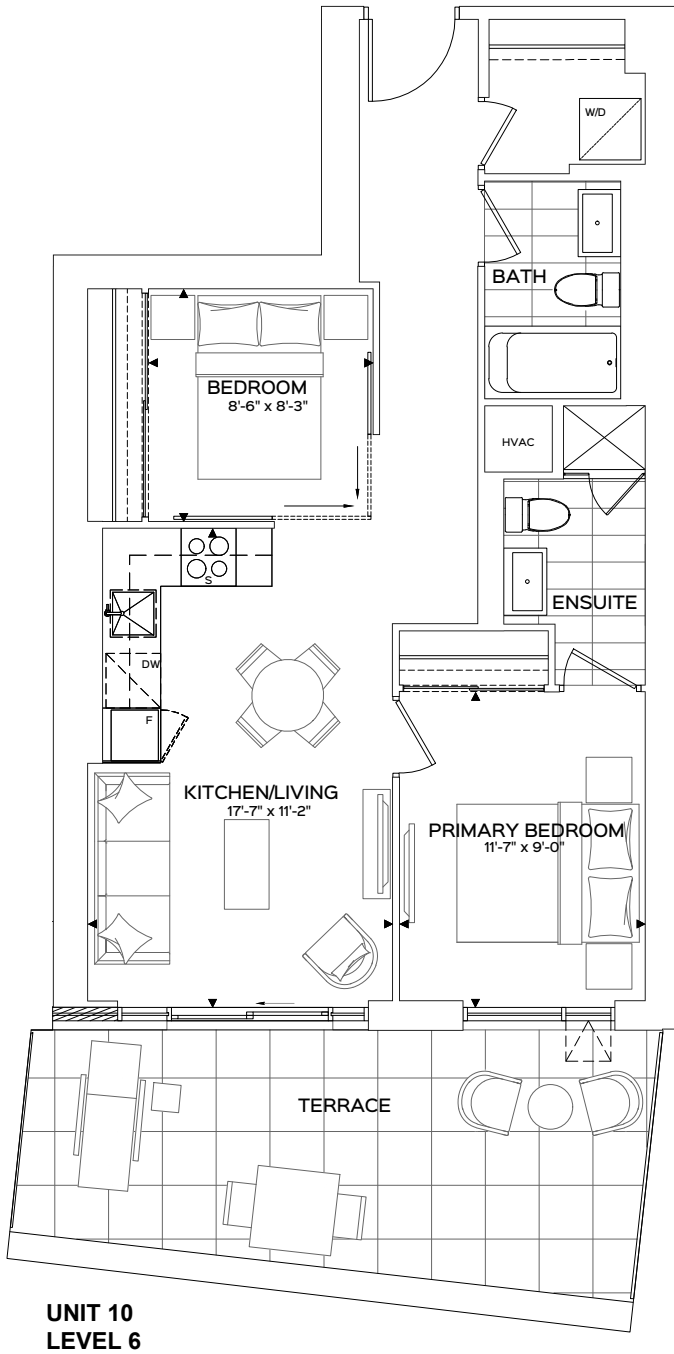 W/D
BATH
BEDROOM
8'-6" x 8'-3"
HVAC
S
ENSUITE
DW
F
KITCHEN/LIVING
17'-7" x 11'-2"
PRIMARY BEDROOM
11'-7" x 9'-0"
TERRACE
UNIT 10
LEVEL 6